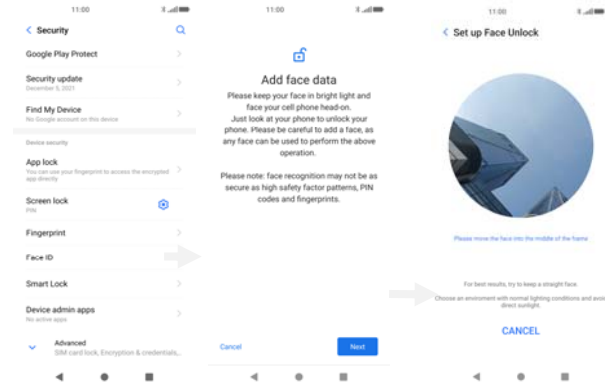 11:00
Security
Google Play Protect
Security update
December 5, 2021
Find My Device
No Google account on this device
Device security
App lock
You can use your fingerprint to access the encrypted
app directly
Screen lock
PIN
Fingerprint
Face ID
Smart Lock
Device admin apps
No active apps
Advanced
SIM card lock, Encryption & credentials,..
11:00
Add face data
Please keep your face in bright light and
face your cell phone head-on.
Just look at your phone to unlock your
phone. Please be careful to add a face, as
any face can be used to perform the above
operation.
Please note: face recognition may not be as
secure as high safety factor patterns, PIN
codes and fingerprints.
Cancel
Next
11:00
Set up Face Unlock
Please move the face into the middle of the frame
For best results, try to keep a straight face
Choose an enviroment with normal lighting conditions and avoid
direct sunlight.
CANCEL